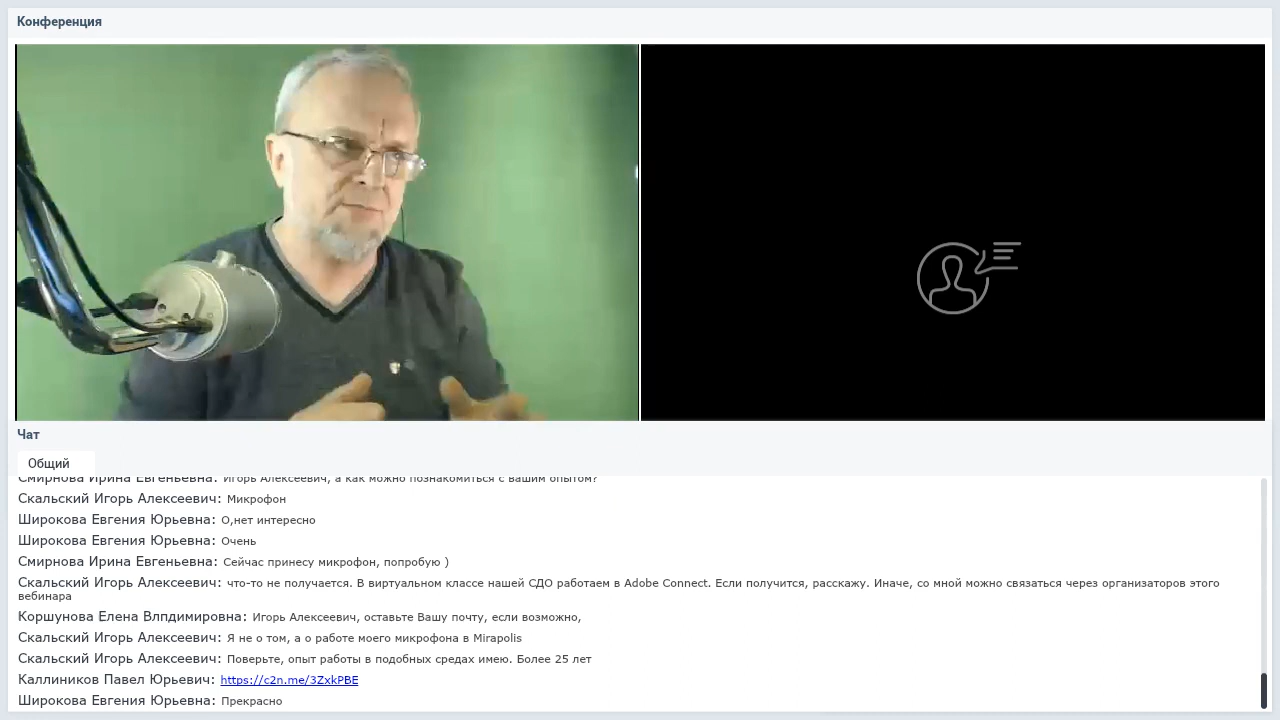 Конференция
Чат
Общий
Смирнова Ирина Евгеньевна: Игорь Алексеевич, а как можно познакомиться с вашим опытом?
Скальский Игорь Алексеевич: Микрофон
Широкова Евгения Юрьевна: О,нет интересно
Широкова Евгения Юрьевна: Очень
Смирнова Ирина Евгеньевна: Сейчас принесу микрофон, попробую )
Скальский Игорь Алексеевич: что-то не получается. В виртуальном классе нашей СДО работаем в Adobe Connect. Если получится, расскажу. Иначе, со мной можно связаться через организаторов этого
вебинара
Коршунова Елена Влпдимировна: Игорь Алексеевич, оставьте Вашу почту, если возможно,
Скальский Игорь Алексеевич: Я не о том, а о работе моего микрофона в Mirapolis
Скальский Игорь Алексеевич: Поверьте, опыт работы в подобных средах имею. Более 25 лет
Каллиников Павел Юрьевич: https://c2n.me/3ZxkPBE
Широкова Евгения Юрьевна: Прекрасно